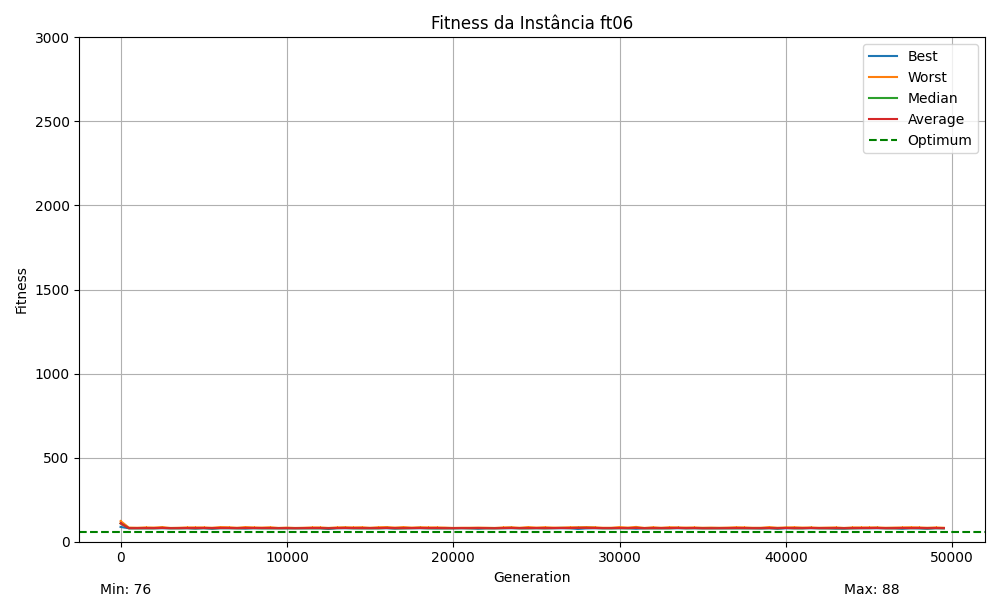 Fitness da Instância ft06
3000
2500
2000
1500
1000
500
0
Fitness
Best
Worst
Median
Average
Optimum
0
10000
20000
30000
40000
50000
Generation
Min: 76
Max: 88